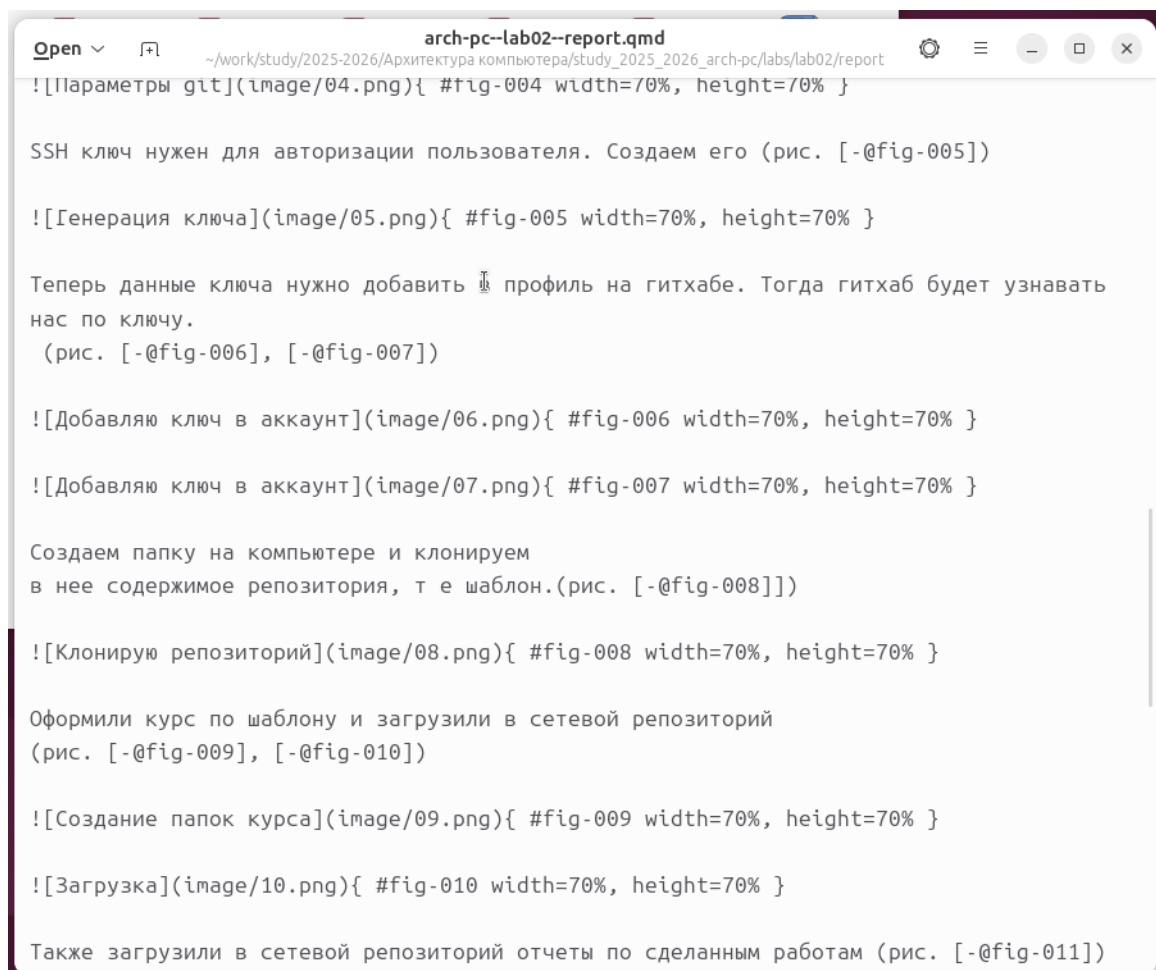 Open
arch-pc--lab02--report.qmd
~/work/study/2025-2026/Архитектура компьютера/study_2025_2026_arch-pc/labs/lab02/report
![Параметры git](image/04.png){ #fig-004 width=70%, height=70% }
SSH ключ нужен для авторизации пользователя. Создаем его (рис. [-@fig-005])
![Генерация ключа](image/05.png){ #fig-005 width=70%, height=70% }
Теперь данные ключа нужно добавить в профиль на гитхабе. Тогда гитхаб будет узнавать
нас по ключу.
(рис. [-@fig-006], [-@fig-007])
![Добавляю ключ в аккаунт](image/06.png){ #fig-006 width=70%, height=70% }
![Добавляю ключ в аккаунт](image/07.png){ #fig-007 width=70%, height=70% }
Создаем папку на компьютере и клонируем
в нее содержимое репозитория, т е шаблон.(рис. [-@fig-008]])
![Клонирую репозиторий](image/08.png){ #fig-008 width=70%, height=70% }
Оформили курс по шаблону и загрузили в сетевой репозиторий
(рис. [-@fig-009], [-@fig-010])
![Создание папок курса](image/09.png){ #fig-009 width=70%, height=70% }
![Загрузка](image/10.png){ #fig-010 width=70%, height=70% }
Также загрузили в сетевой репозиторий отчеты по сделанным работам (рис. [-@fig-011])